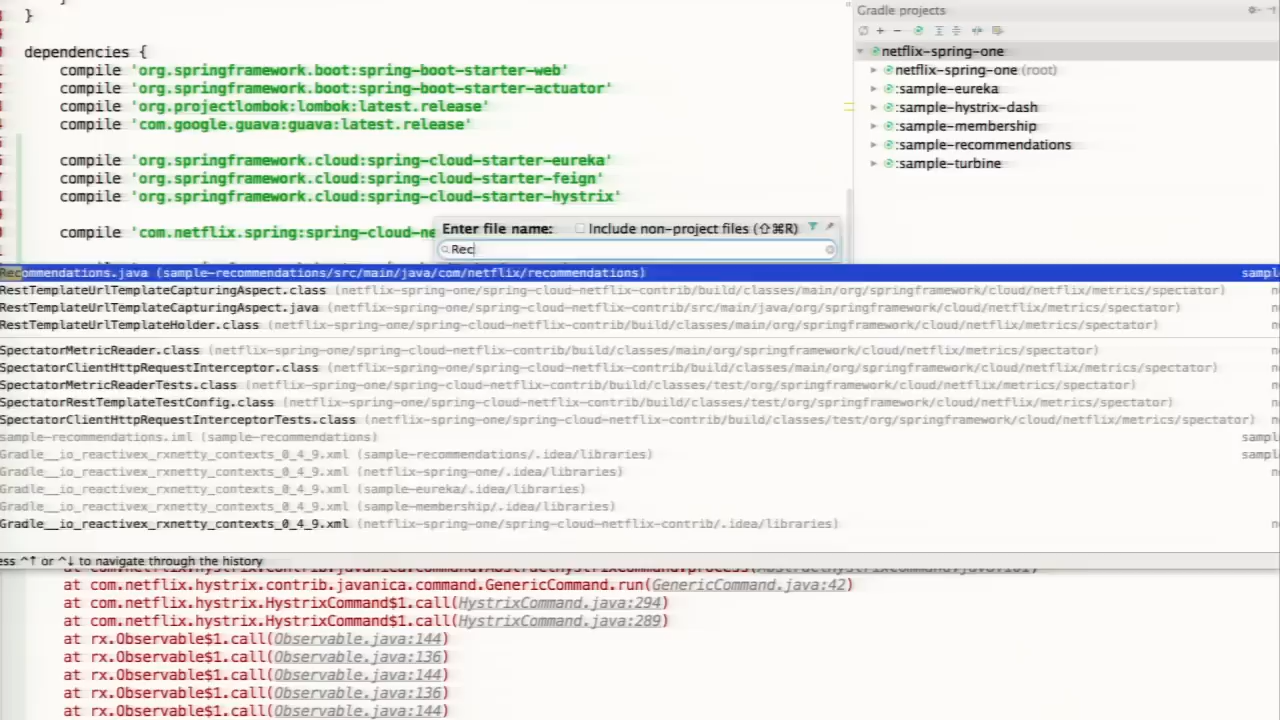 }
dependencies {
compile 'org.springframework.boot:spring-boot-starter-web'
compile 'org.springframework.boot:spring-boot-starter-actuator'
compile 'org.projectlombok:lombok:latest.release'
compile 'com.google.guava:guava:latest.release'
compile 'org.springframework.cloud:spring-cloud-starter-eureka'
compile 'org.springframework.cloud:spring-cloud-starter-feign'
compile 'org.springframework.cloud:spring-cloud-starter-hystrix'
compile 'com.netflix.spring:spring-cloud-ne
Gradle projects
netflix-spring-one
netflix-spring-one (root)
:sample-eureka
:sample-hystrix-dash
:sample-membership
:sample-recommendations
:sample-turbine
Enter file name: Include non-project files (⇧⌘R)
Rec
Recommendations.java (sample-recommendations/src/main/java/com/netflix/recommendations) sampl
RestTemplateUrlTemplateCapturingAspect.class (netflix-spring-one/spring-cloud-netflix-contrib/build/classes/main/org/springframework/cloud/netflix/metrics/spectator) n
RestTemplateUrlTemplateCapturingAspect.java (netflix-spring-one/spring-cloud-netflix-contrib/src/main/java/org/springframework/cloud/netflix/metrics/spectator) n
RestTemplateUrlTemplateHolder.class (netflix-spring-one/spring-cloud-netflix-contrib/build/classes/main/org/springframework/cloud/netflix/metrics/spectator) n
SpectatorMetricReader.class (netflix-spring-one/spring-cloud-netflix-contrib/build/classes/main/org/springframework/cloud/netflix/metrics/spectator) n
SpectatorClientHttpRequestInterceptor.class (netflix-spring-one/spring-cloud-netflix-contrib/build/classes/main/org/springframework/cloud/netflix/metrics/spectator) n
SpectatorMetricReaderTests.class (netflix-spring-one/spring-cloud-netflix-contrib/build/classes/test/org/springframework/cloud/netflix/metrics/spectator) n
SpectatorRestTemplateTestConfig.class (netflix-spring-one/spring-cloud-netflix-contrib/build/classes/test/org/springframework/cloud/netflix/metrics/spectator) n
SpectatorClientHttpRequestInterceptorTests.class (netflix-spring-one/spring-cloud-netflix-contrib/build/classes/test/org/springframework/cloud/netflix/metrics/spectator) n
sample-recommendations.iml (sample-recommendations) sampl
Gradle__io_reactivex_rxnetty_contexts_0_4_9.xml (sample-recommendations/.idea/libraries) sampl
Gradle__io_reactivex_rxnetty_contexts_0_4_9.xml (netflix-spring-one/.idea/libraries) n
Gradle__io_reactivex_rxnetty_contexts_0_4_9.xml (sample-eureka/.idea/libraries)
Gradle__io_reactivex_rxnetty_contexts_0_4_9.xml (sample-membership/.idea/libraries)
Gradle__io_reactivex_rxnetty_contexts_0_4_9.xml (netflix-spring-one/spring-cloud-netflix-contrib/.idea/libraries) n
ess ^↑ or ^↓ to navigate through the history
at com.netflix.hystrix.contrib.javanica.command.AbstractHystrixCommand.process(AbstractHystrixCommand.java:101)
at com.netflix.hystrix.contrib.javanica.command.GenericCommand.run(GenericCommand.java:42)
at com.netflix.hystrix.HystrixCommand$1.call(HystrixCommand.java:294)
at com.netflix.hystrix.HystrixCommand$1.call(HystrixCommand.java:289)
at rx.Observable$1.call(Observable.java:144)
at rx.Observable$1.call(Observable.java:136)
at rx.Observable$1.call(Observable.java:144)
at rx.Observable$1.call(Observable.java:136)
at rx.Observable$1.call(Observable.java:144)